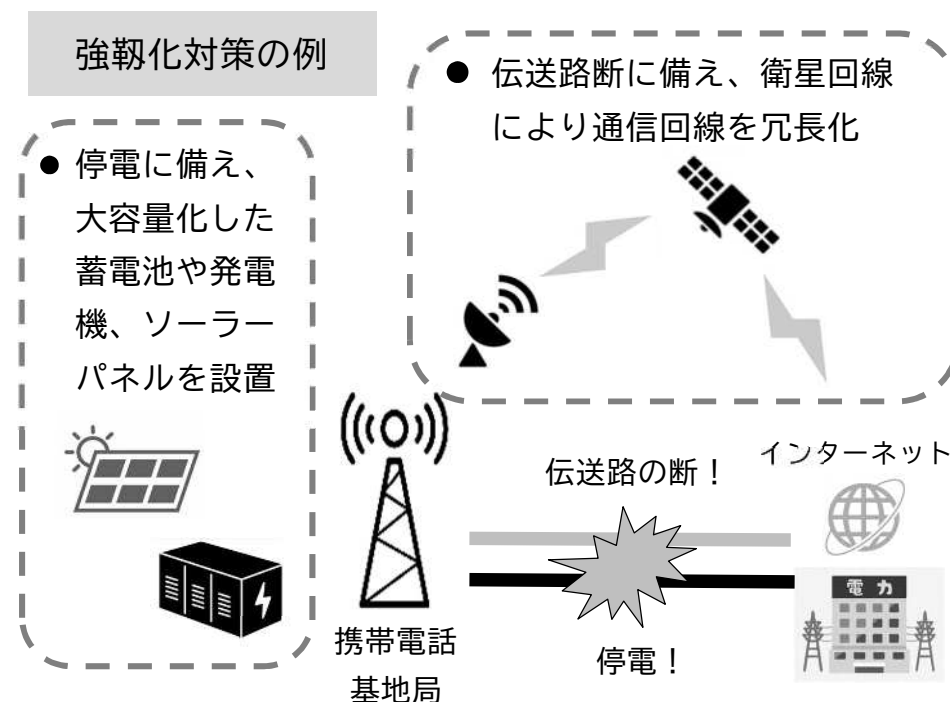 強靱化対策の例
● 伝送路断に備え、衛星回線
により通信回線を冗長化
● 停電に備え、
大容量化した
蓄電池や発電
機、ソーラー
パネルを設置
伝送路の断！
インターネット
電力
停電！
携帯電話
基地局